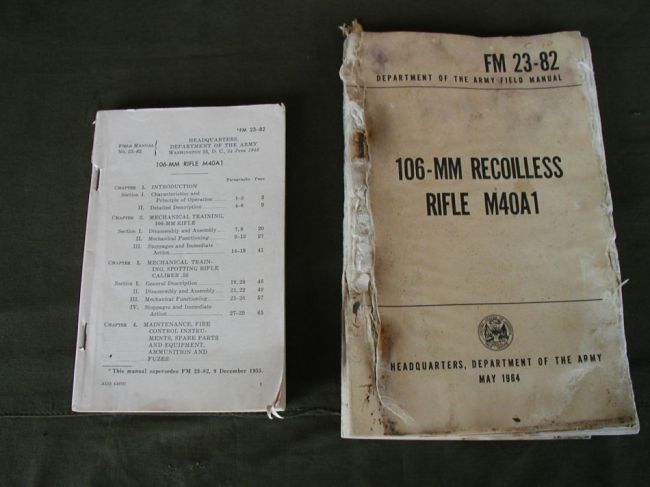 *FM 23-82
FIELD MANUAL
No. 23-82
HEADQUARTERS,
DEPARTMENT OF THE ARMY
WASHINGTON 25, D. C.,
106-MM RIFLE M40A1
Paragraphs Page
CHAPTER 1. INTRODUCTION
Section I. Characteristics and
Principle of Operation 1-3 3
II. Detailed Description 4-6 9
CHAPTER 2. MECHANICAL TRAINING,
106-MM RIFLE
Section I. Disassembly and Assembly 7, 8 20
II. Mechanical Functioning 9-13 27
III. Stoppages and Immediate
Action 14-18 41
CHAPTER 3. MECHANICAL TRAIN-
ING, SPOTTING RIFLE
CALIBER .50
Section I. General Description 19, 20 46
II. Disassembly and Assembly 21, 22 49
III. Mechanical Functioning 23-26 57
IV. Stoppages and Immediate
Action 27-29 65
CHAPTER 4. MAINTENANCE, FIRE
CONTROL INSTRU-
MENTS, SPARE PARTS
AND EQUIPMENT,
AMMUNITION AND
FUZES
* This manual supersedes FM 23-82, 9 December 1955.
1
FM 23-82
DEPARTMENT OF THE ARMY FIELD MANUAL
106-MM RECOILLESS
RIFLE M40A1
HEADQUARTERS, DEPARTMENT OF THE ARMY
MAY 1964